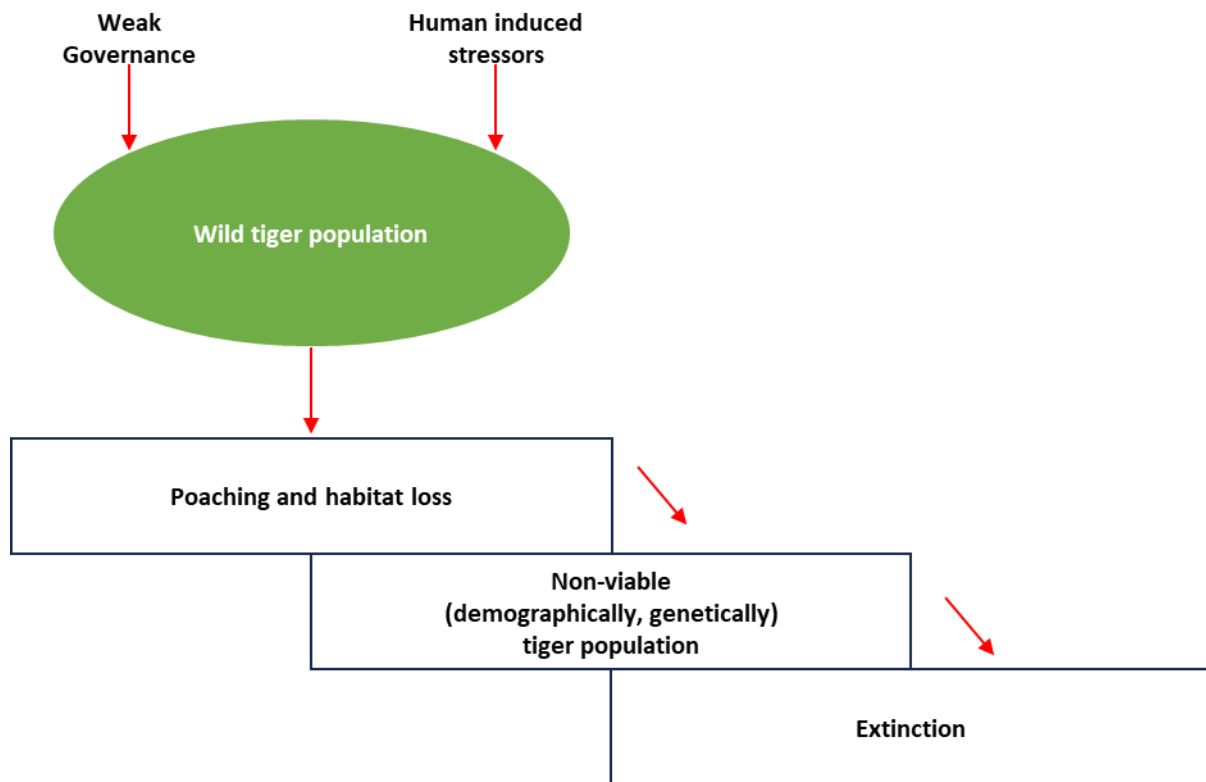 Weak
Governance
Human induced
stressors
Wild tiger population
Poaching and habitat loss
Non-viable
(demographically, genetically)
tiger population
Extinction